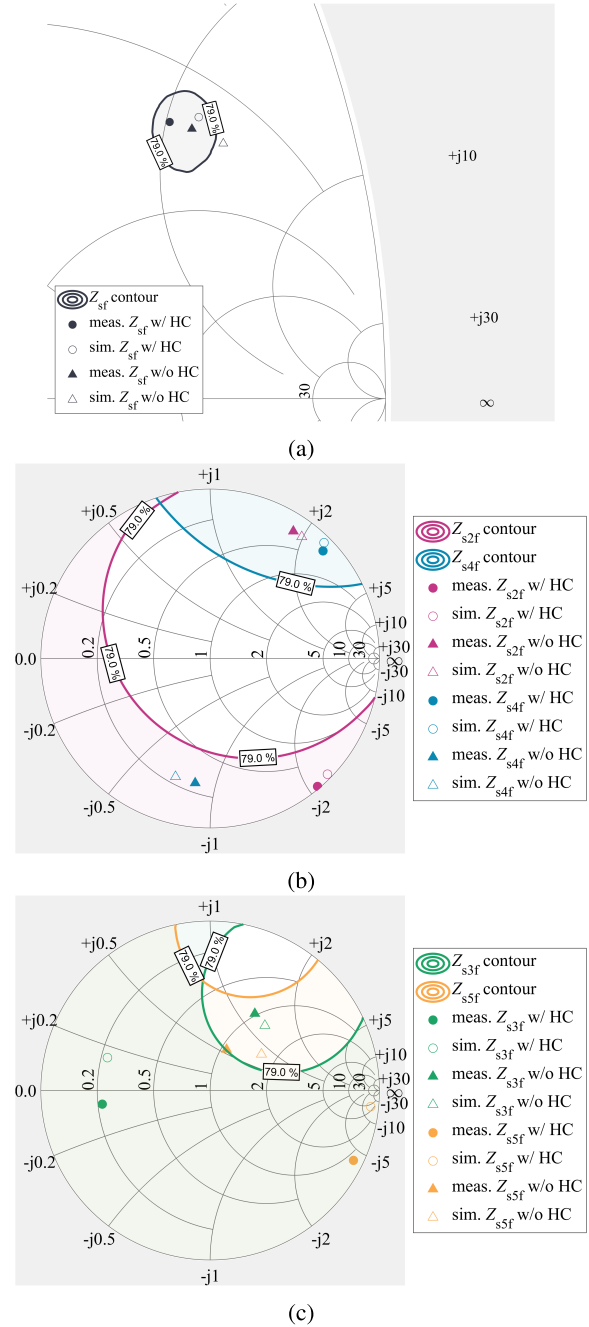 79.0 %
79.0 %
+j10
+j30
∞
30
Z_sf contour
meas. Z_sf w/ HC
sim. Z_sf w/ HC
meas. Z_sf w/o HC
sim. Z_sf w/o HC
(a)
+j1
+j0.5
+j2
+j0.2
+j5
+j10
+j30
0.0
0.2
0.5
1
2
5
10
30
∞
-j30
-j10
-j0.2
-j5
-j0.5
-j2
-j1
79.0 %
79.0 %
79.0 %
79.0 %
Z_s2f contour
Z_s4f contour
meas. Z_s2f w/ HC
sim. Z_s2f w/ HC
meas. Z_s2f w/o HC
sim. Z_s2f w/o HC
meas. Z_s4f w/ HC
sim. Z_s4f w/ HC
meas. Z_s4f w/o HC
sim. Z_s4f w/o HC
(b)
+j1
+j0.5
+j2
+j0.2
+j5
+j10
+j30
0.0
0.2
0.5
1
2
5
10
30
∞
-j30
-j10
-j0.2
-j5
-j0.5
-j2
-j1
79.0 %
79.0 %
79.0 %
Z_s3f contour
Z_s5f contour
meas. Z_s3f w/ HC
sim. Z_s3f w/ HC
meas. Z_s3f w/o HC
sim. Z_s3f w/o HC
meas. Z_s5f w/ HC
sim. Z_s5f w/ HC
meas. Z_s5f w/o HC
sim. Z_s5f w/o HC
(c)